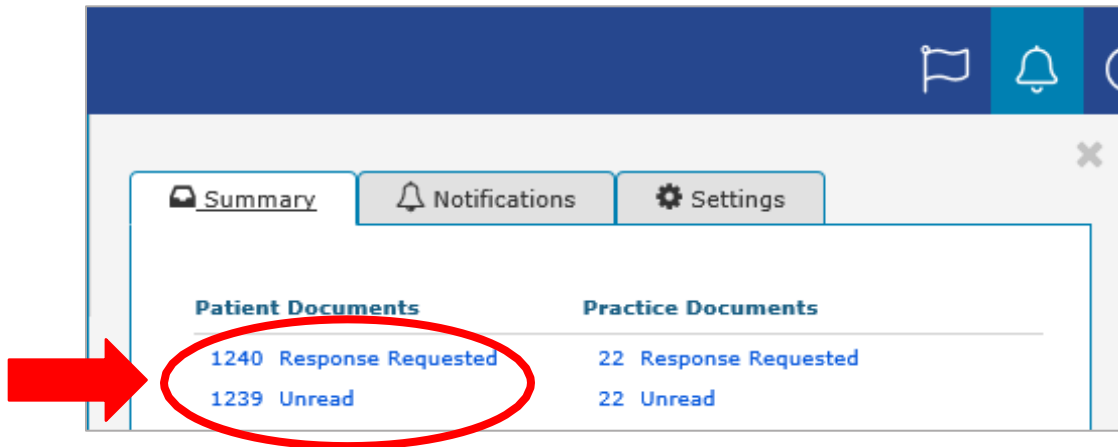 Summary Notifications Settings
Patient Documents Practice Documents
1240 Response Requested 22 Response Requested
1239 Unread 22 Unread